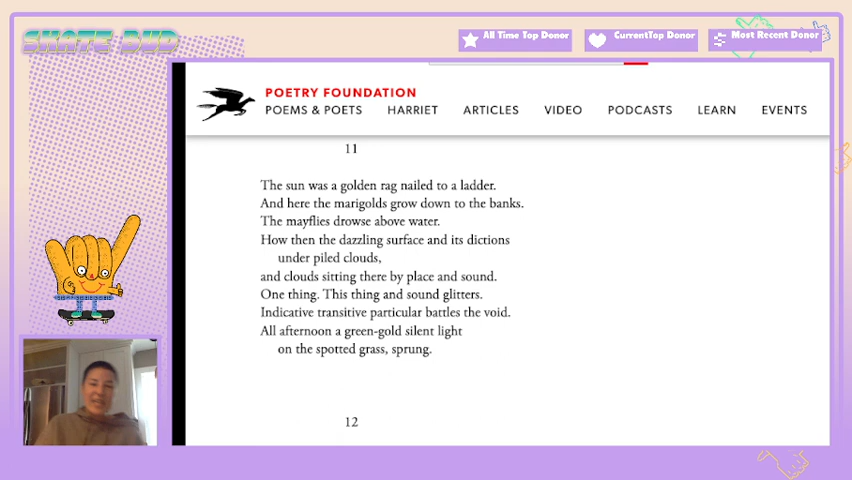 SKATE BUD
All Time Top Donor
CurrentTop Donor
Most Recent Donor
POETRY FOUNDATION
POEMS & POETS HARRIET ARTICLES VIDEO PODCASTS LEARN EVENTS
11
The sun was a golden rag nailed to a ladder.
And here the marigolds grow down to the banks.
The mayflies drowse above water.
How then the dazzling surface and its dictions
under piled clouds,
and clouds sitting there by place and sound.
One thing. This thing and sound glitters.
Indicative transitive particular battles the void.
All afternoon a green-gold silent light
on the spotted grass, sprung.
12